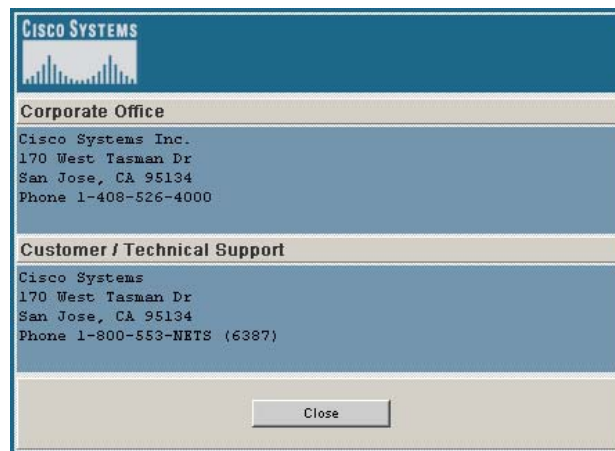 CISCO SYSTEMS
Corporate Office
Cisco Systems Inc.
170 West Tasman Dr
San Jose, CA 95134
Phone 1-408-526-4000
Customer / Technical Support
Cisco Systems
170 West Tasman Dr
San Jose, CA 95134
Phone 1-800-553-NETS (6387)
Close